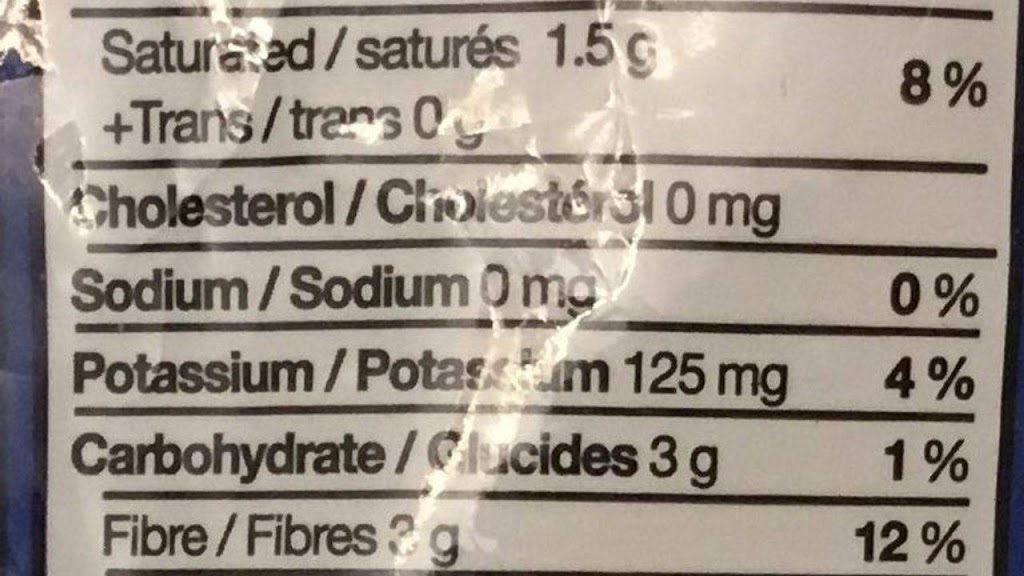 Saturated / saturés 1.5 g
8 %
+Trans / trans 0 g
Cholesterol / Cholestérol 0 mg
Sodium / Sodium 0 mg 0 %
Potassium / Potassium 125 mg 4 %
Carbohydrate / Glucides 3 g 1 %
Fibre / Fibres 3 g 12 %